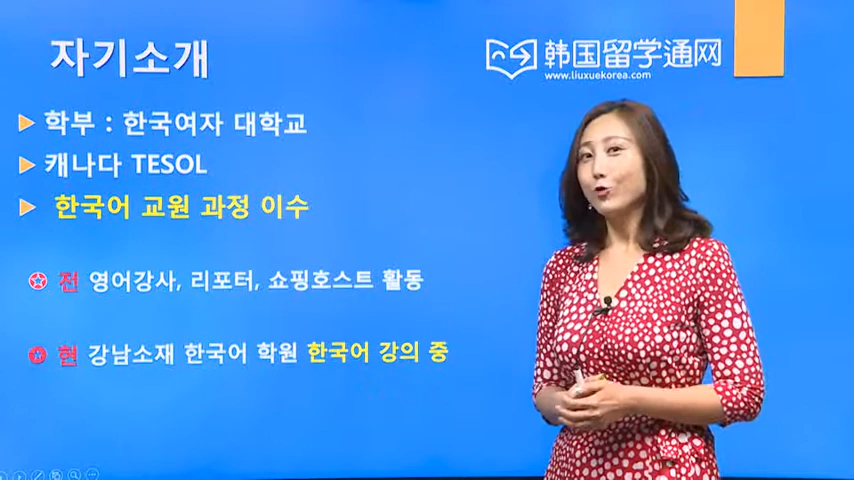 자기소개
韩国留学通网
www.liuxuekorea.com
학부 : 한국여자 대학교
캐나다 TESOL
한국어 교원 과정 이수
전 영어강사, 리포터, 쇼핑호스트 활동
현 강남소재 한국어 학원 한국어 강의 중